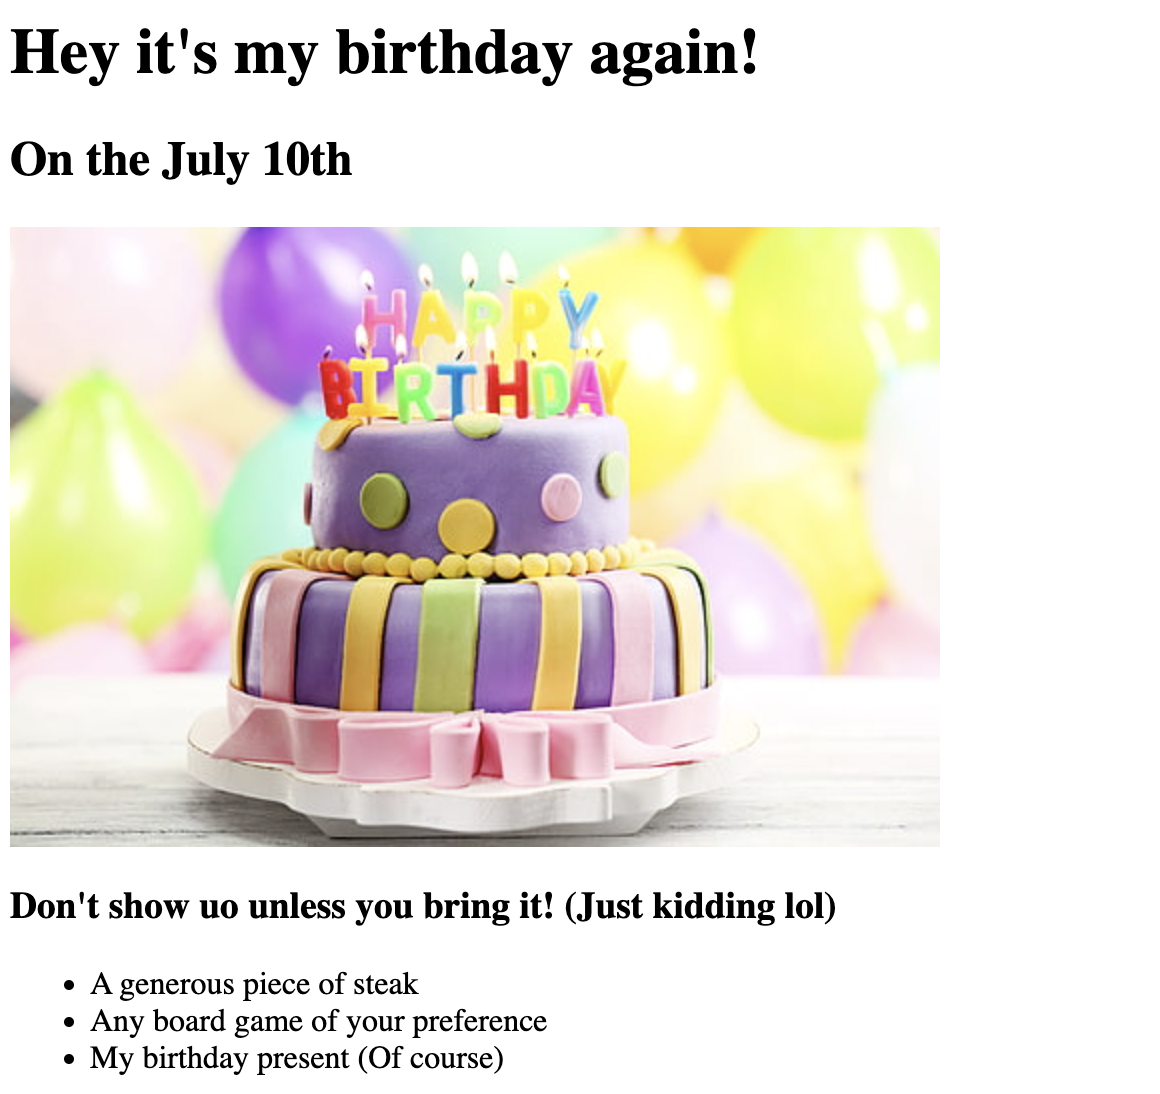 Hey it's my birthday again!
On the July 10th
HAPPY
BIRTHDAY
Don't show uo unless you bring it! (Just kidding lol)
• A generous piece of steak
• Any board game of your preference
• My birthday present (Of course)